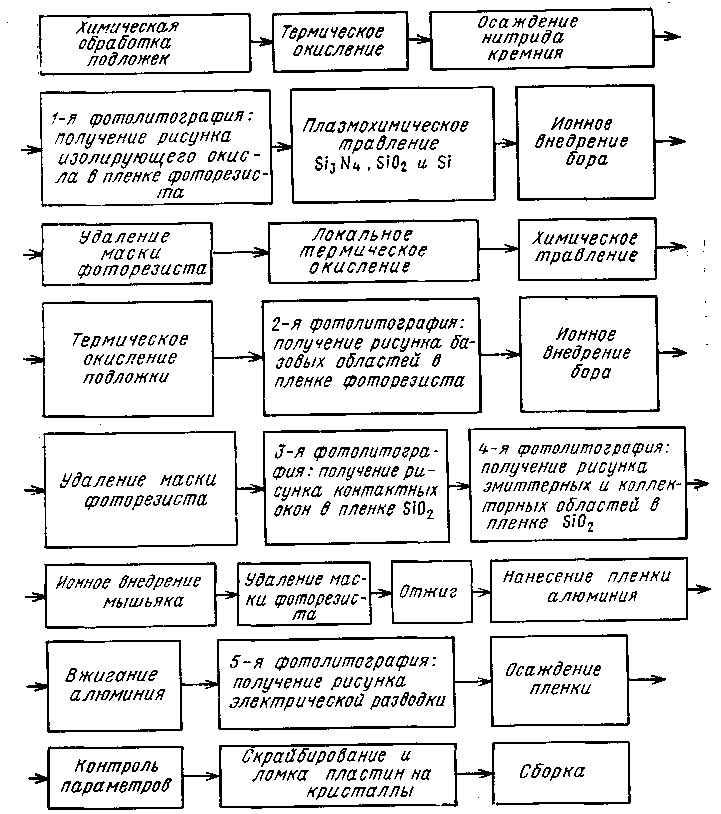 Химическая
обработка
подложек
Термическое
окисление
Осаждение
нитрида
кремния
1-я фотолитография:
получение рисунка
изолирующего окис-
ла в пленке фоторезис-
та
Плазмохимическое
травление
Si₃N₄, SiO₂ и Si
Ионное
внедрение
бора
Удаление
маски
фоторезиста
Локальное
термическое
окисление
Химическое
травление
Термическое
окисление
подложки
2-я фотолитография:
получение рисунка ба-
зовых областей в
пленке фоторезиста
Ионное
внедрение
бора
Удаление маски
фоторезиста
3-я фотолитогра-
фия: получение ри-
сунка контактных
окон в пленке SiO₂
4-я фотолитография:
получение рисунка
эмиттерных и коллек-
торных областей в
пленке SiO₂
Ионное внедрение
мышьяка
Удаление мас-
ки фоторезис-
та
Отжиг
Нанесение пленки
алюминия
Вжигание
алюминия
5-я фотолитография:
получение рисунка
электрической разводки
Осаждение
пленки
Контроль
параметров
Скрайбирование и
ломка пластин на
кристаллы
Сборка